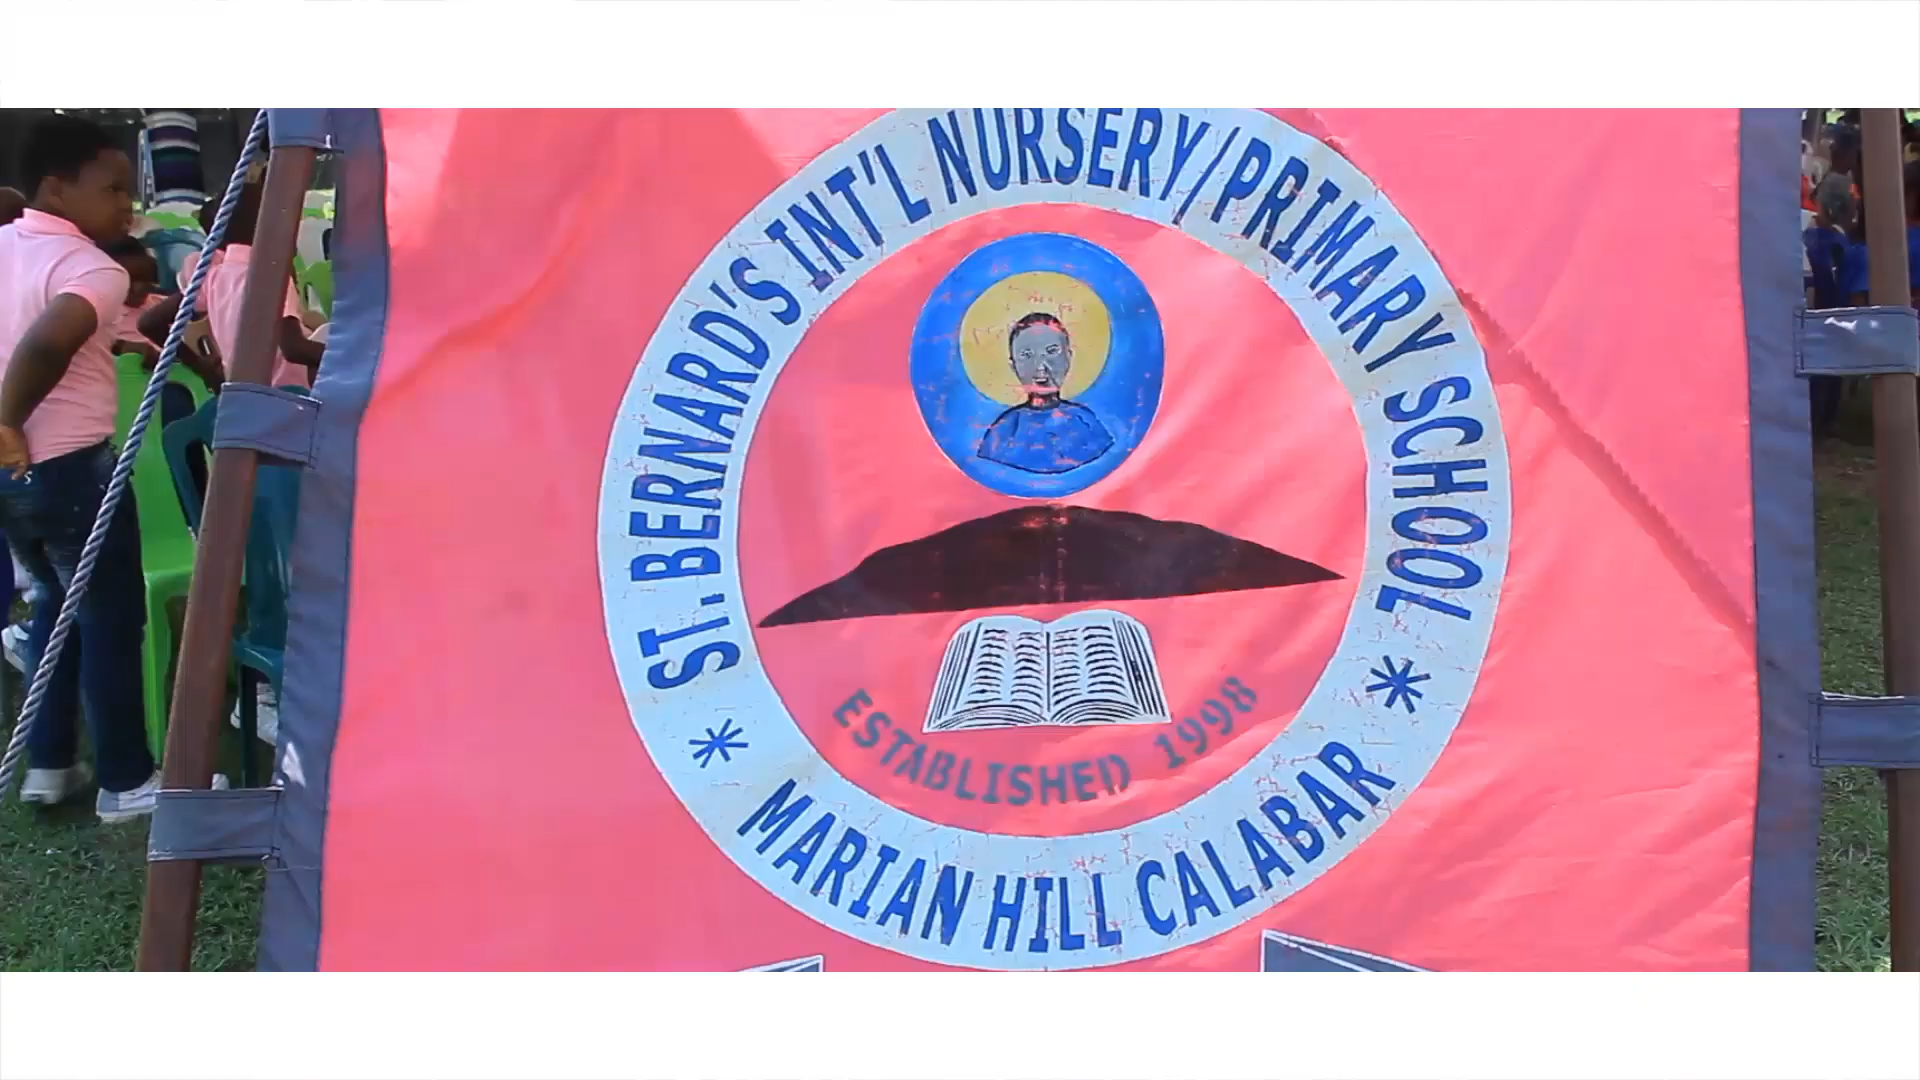 ST. BERNARD'S INT'L NURSERY/PRIMARY SCHOOL
ESTABLISHED 1998
* MARIAN HILL CALABAR *